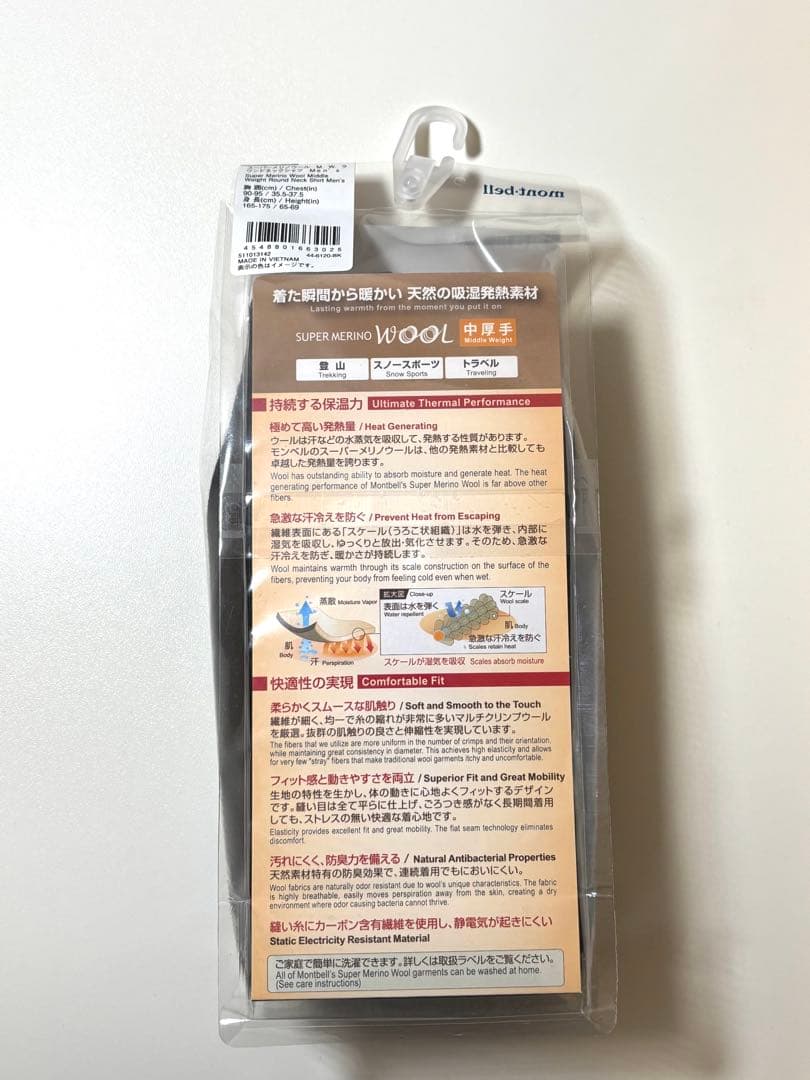 スーパーメリノウール M.W.ラ
ウンドネックシャツ Men's
Super Merino Wool Middle
Weight Round Neck Shirt Men's
胸 囲(cm) / Chest(in)
90-95 / 35.5-37.5
身 長(cm) / Height(in)
165-175 / 65-69
4548801663025
511013142 44-6120-BK
MADE IN VIETNAM
表示の色はイメージです。
mont-bell
着た瞬間から暖かい 天然の吸湿発熱素材
Lasting warmth from the moment you put it on
SUPER MERINO WOOL 中厚手
Middle Weight
登 山 スノースポーツ トラベル
Trekking Snow Sports Traveling
持続する保温力 Ultimate Thermal Performance
極めて高い発熱量 / Heat Generating
ウールは汗などの水蒸気を吸収して、発熱する性質があります。
モンベルのスーパーメリノウールは、他の発熱素材と比較しても
卓越した発熱量を誇ります。
Wool has outstanding ability to absorb moisture and generate heat. The heat
generating performance of Montbell's Super Merino Wool is far above other
fibers.
急激な汗冷えを防ぐ / Prevent Heat from Escaping
繊維表面にある「スケール(うろこ状組織)」は水を弾き、内部に
湿気を吸収し、ゆっくりと放出・気化させます。そのため、急激な
汗冷えを防ぎ、暖かさが持続します。
Wool maintains warmth through its scale construction on the surface of the
fibers, preventing your body from feeling cold even when wet.
蒸散 Moisture Vapor
肌
Body
汗 Perspiration
拡大図 Close-up
表面は水を弾く
Water repellent
スケール
Wool scale
肌 Body
急激な汗冷えを防ぐ
Scales retain heat
スケールが湿気を吸収 Scales absorb moisture
快適性の実現 Comfortable Fit
柔らかくスムースな肌触り / Soft and Smooth to the Touch
繊維が細く、均一で糸の縮れが非常に多いマルチクリンプウール
を厳選。抜群の肌触りの良さと伸縮性を実現しています。
The fibers that we utilize are more uniform in the number of crimps and their orientation,
while maintaining great consistency in diameter. This achieves high elasticity and allows
for very few "stray" fibers that make traditional wool garments itchy and uncomfortable.
フィット感と動きやすさを両立 / Superior Fit and Great Mobility
生地の特性を生かし、体の動きに心地よくフィットするデザイン
です。縫い目は全て平らに仕上げ、ごろつき感がなく長期間着用
しても、ストレスの無い快適な着心地です。
Elasticity provides excellent fit and great mobility. The flat seam technology eliminates
discomfort.
汚れにくく、防臭力を備える / Natural Antibacterial Properties
天然素材特有の防臭効果で、連続着用でもにおいにくい。
Wool fabrics are naturally odor resistant due to wool's unique characteristics. The fabric
is highly breathable, easily moves perspiration away from the skin, creating a dry
environment where odor causing bacteria cannot thrive.
縫い糸にカーボン含有繊維を使用し、静電気が起きにくい
Static Electricity Resistant Material
ご家庭で簡単に洗濯できます。詳しくは取扱ラベルをご覧ください。
All of Montbell's Super Merino Wool garments can be washed at home.
(See care instructions)